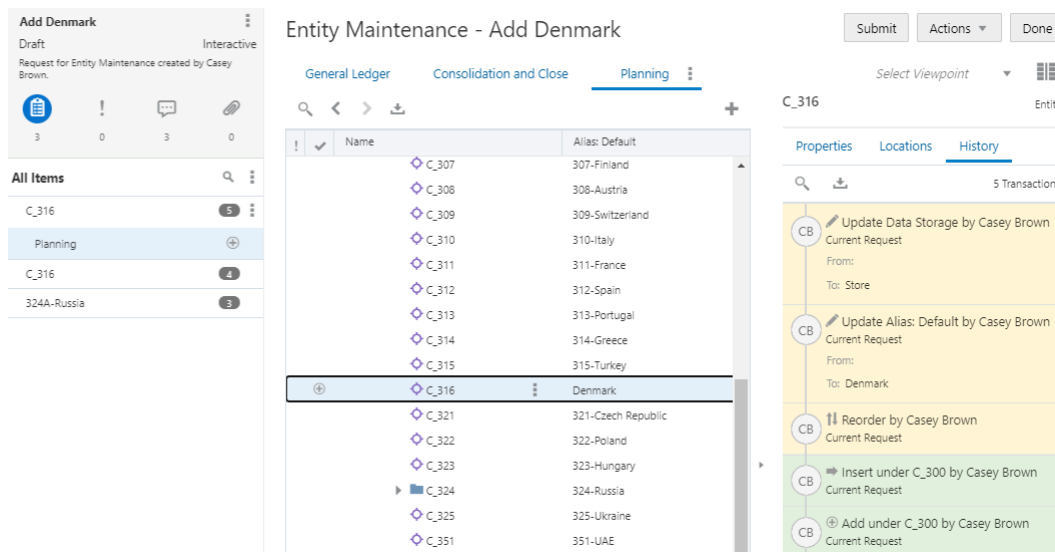 Add Denmark
Draft Interactive
Request for Entity Maintenance created by Casey
Brown.
3 0 3 0
All Items
C_316 5
Planning
C_316 4
324A-Russia 3
Entity Maintenance - Add Denmark
Submit Actions Done
General Ledger Consolidation and Close Planning
Select Viewpoint
! Name Alias: Default
C_307 307-Finland
C_308 308-Austria
C_309 309-Switzerland
C_310 310-Italy
C_311 311-France
C_312 312-Spain
C_313 313-Portugal
C_314 314-Greece
C_315 315-Turkey
C_316 Denmark
C_321 321-Czech Republic
C_322 322-Poland
C_323 323-Hungary
C_324 324-Russia
C_325 325-Ukraine
C_351 351-UAE
C_316
Properties Locations History
CB Update Data Storage by Casey Brown
Current Request
From:
To: Store
CB Update Alias: Default by Casey Brown
Current Request
From:
To: Denmark
CB Reorder by Casey Brown
Current Request
CB Insert under C_300 by Casey Brown
Current Request
CB Add under C_300 by Casey Brown
Current Request